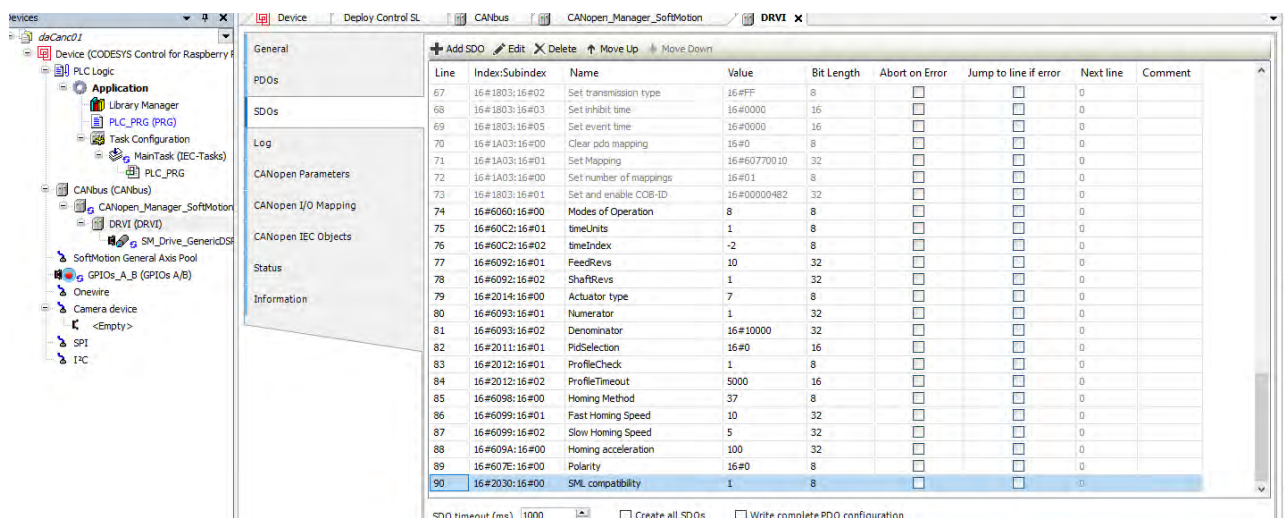 Devices
daCanc01
Device (CODESYS Control for Raspberry P
PLC Logic
Application
Library Manager
PLC_PRG (PRG)
Task Configuration
MainTask (IEC-Tasks)
PLC_PRG
CANbus (CANbus)
CANopen_Manager_SoftMotion
DRVI (DRVI)
SM_Drive_GenericDSP
SoftMotion General Axis Pool
GPIOs_A_B (GPIOs A/B)
Onewire
Camera device
<Empty>
SPI
I²C
Device Deploy Control SL CANbus CANopen_Manager_SoftMotion DRVI X
General
PDOs
SDOs
Log
CANopen Parameters
CANopen I/O Mapping
CANopen IEC Objects
Status
Information
Add SDO Edit Delete Move Up Move Down
Line Index:Subindex Name Value Bit Length Abort on Error Jump to line if error Next line Comment
67 16#1803:16#02 Set transmission type 16#FF 8 0
68 16#1803:16#03 Set inhibit time 16#0000 16 0
69 16#1803:16#05 Set event time 16#0000 16 0
70 16#1A03:16#00 Clear pdo mapping 16#0 8 0
71 16#1A03:16#01 Set Mapping 16#60770010 32 0
72 16#1A03:16#00 Set number of mappings 16#01 8 0
73 16#1803:16#01 Set and enable COB-ID 16#00000482 32 0
74 16#6060:16#00 Modes of Operation 8 8 0
75 16#60C2:16#01 timeUnits 1 8 0
76 16#60C2:16#02 timeIndex -2 8 0
77 16#6092:16#01 FeedRevs 10 32 0
78 16#6092:16#02 ShaftRevs 1 32 0
79 16#2014:16#00 Actuator type 7 8 0
80 16#6093:16#01 Numerator 1 32 0
81 16#6093:16#02 Denominator 16#10000 32 0
82 16#2011:16#01 PidSelection 16#0 16 0
83 16#2012:16#01 ProfileCheck 1 8 0
84 16#2012:16#02 ProfileTimeout 5000 16 0
85 16#6098:16#00 Homing Method 37 8 0
86 16#6099:16#01 Fast Homing Speed 10 32 0
87 16#6099:16#02 Slow Homing Speed 5 32 0
88 16#609A:16#00 Homing acceleration 100 32 0
89 16#607E:16#00 Polarity 16#0 8 0
90 16#2030:16#00 SML compatibility 1 8 0
SDO timeout (ms) 1000 Create all SDOs Write complete PDO configuration